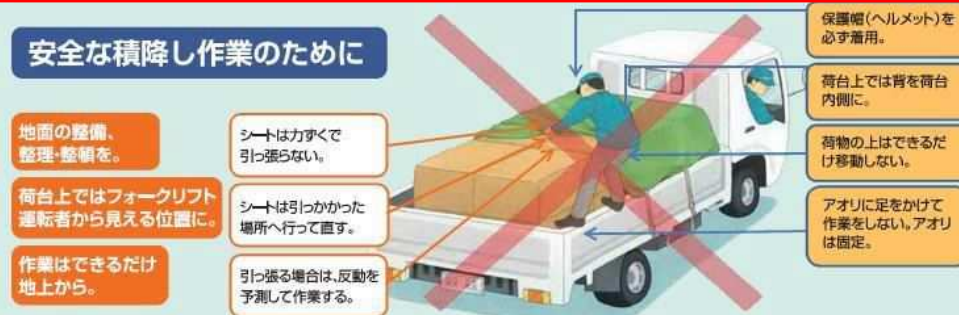 安全な積降し作業のために
地面の整備、
整理・整頓を。
荷台上ではフォークリフト
運転者から見える位置に。
作業はできるだけ
地上から。
シートは力ずくで
引っ張らない。
シートは引っかかった
場所へ行って直す。
引っ張る場合は、反動を
予測して作業する。
保護帽(ヘルメット)を
必ず着用。
荷台上では背を荷台
内側に。
荷物の上はできるだ
け移動しない。
アオリに足をかけて
作業をしない。アオリ
は固定。